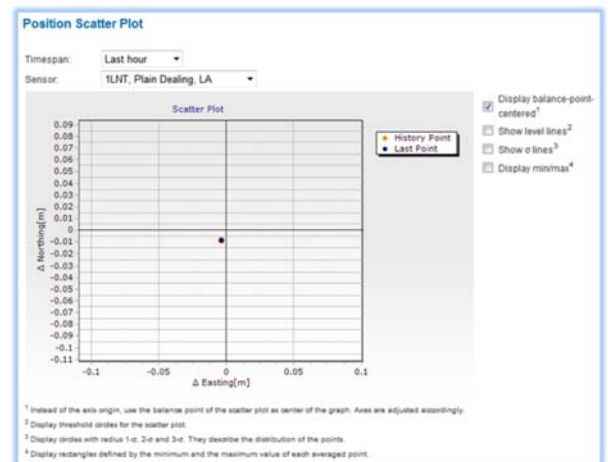 Position Scatter Plot
Timespan: Last hour
Sensor: 1LNT, Plain Dealing, LA
Scatter Plot
0.09
0.08
0.07
0.06
0.05
0.04
0.03
0.02
0.01
0
-0.01
-0.02
-0.03
-0.04
-0.05
-0.06
-0.07
-0.08
-0.09
-0.1
-0.11
Δ Northing[m]
-0.1 -0.05 0 0.05 0.1
Δ Easting[m]
History Point
Last Point
Display balance-point-
centered¹
Show level lines²
Show σ lines³
Display min/max⁴
¹ Instead of the axis origin, use the balance point of the scatter plot as center of the graph. Axes are adjusted accordingly.
² Display threshold circles for the scatter plot.
³ Display circles with radius 1-σ, 2-σ and 3-σ. They describe the distribution of the points.
⁴ Display rectangles defined by the minimum and the maximum value of each averaged point.